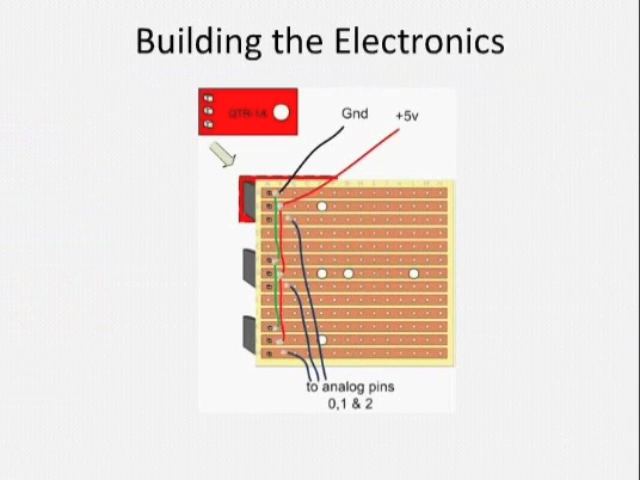 Building the Electronics
QTR-1A
Gnd
+5v
to analog pins
0,1 & 2